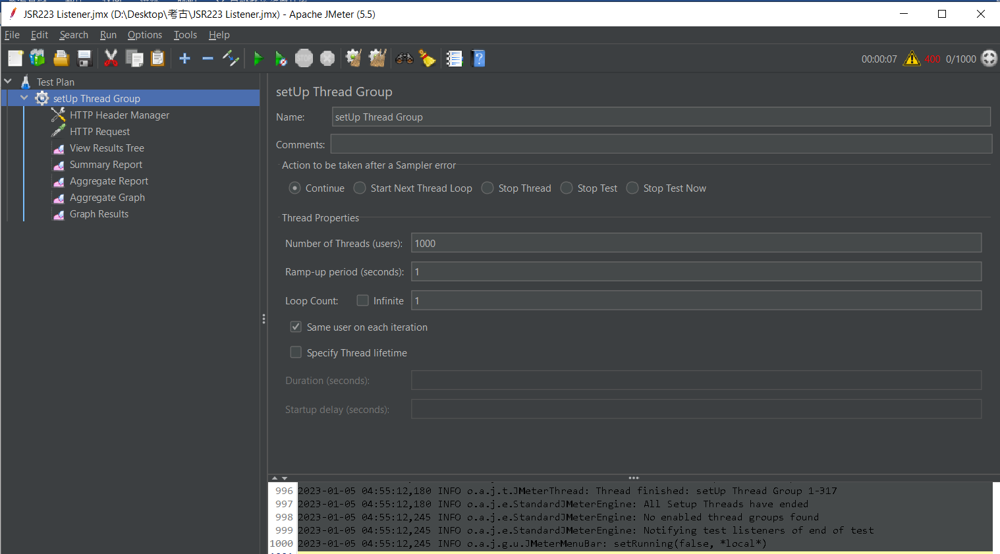 JSR223 Listener.jmx (D:\Desktop\考古\JSR223 Listener.jmx) - Apache JMeter (5.5)
File Edit Search Run Options Tools Help
STOP
00:00:07 400 0/1000
Test Plan
setUp Thread Group
HTTP Header Manager
HTTP Request
View Results Tree
Summary Report
Aggregate Report
Aggregate Graph
Graph Results
setUp Thread Group
Name: setUp Thread Group
Comments:
Action to be taken after a Sampler error
Continue Start Next Thread Loop Stop Thread Stop Test Stop Test Now
Thread Properties
Number of Threads (users): 1000
Ramp-up period (seconds): 1
Loop Count: Infinite 1
Same user on each iteration
Specify Thread lifetime
Duration (seconds):
Startup delay (seconds):
996 2023-01-05 04:55:12,180 INFO o.a.j.t.JMeterThread: Thread finished: setUp Thread Group 1-317
997 2023-01-05 04:55:12,180 INFO o.a.j.e.StandardJMeterEngine: All Setup Threads have ended
998 2023-01-05 04:55:12,245 INFO o.a.j.e.StandardJMeterEngine: No enabled thread groups found
999 2023-01-05 04:55:12,245 INFO o.a.j.e.StandardJMeterEngine: Notifying test listeners of end of test
1000 2023-01-05 04:55:12,245 INFO o.a.j.g.u.JMeterMenuBar: setRunning(false, *local*)